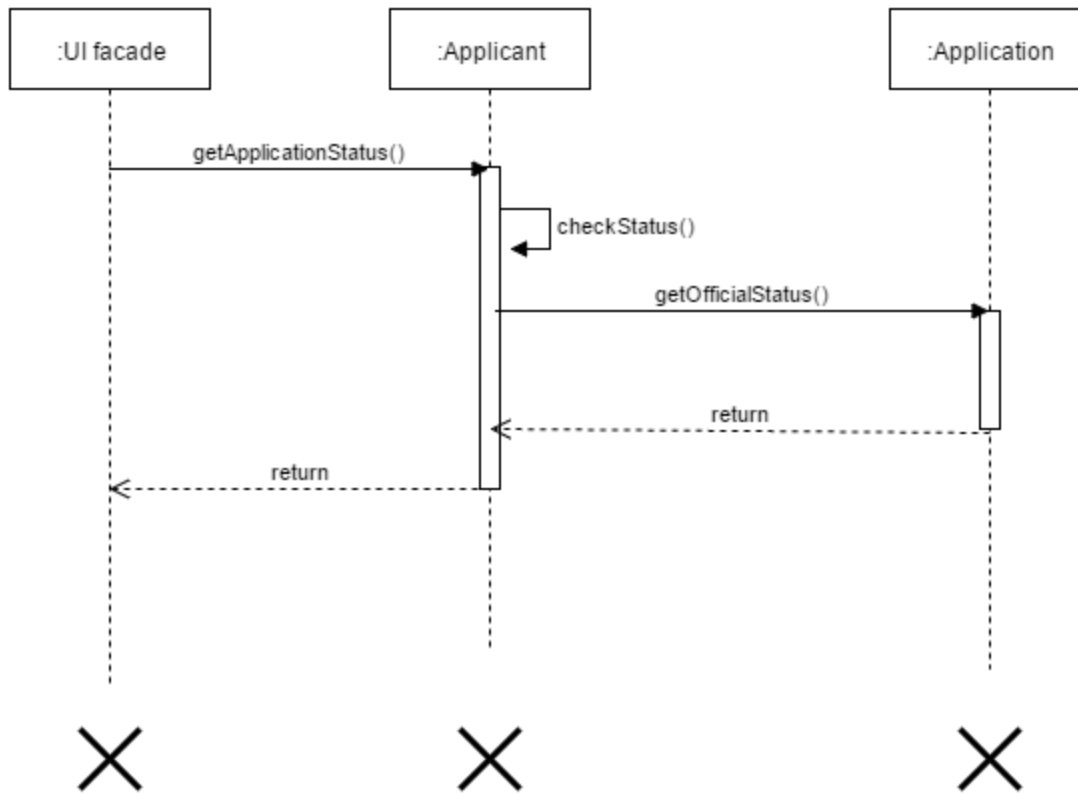 :UI facade
:Applicant
:Application
getApplicationStatus()
checkStatus()
getOfficialStatus()
return
return